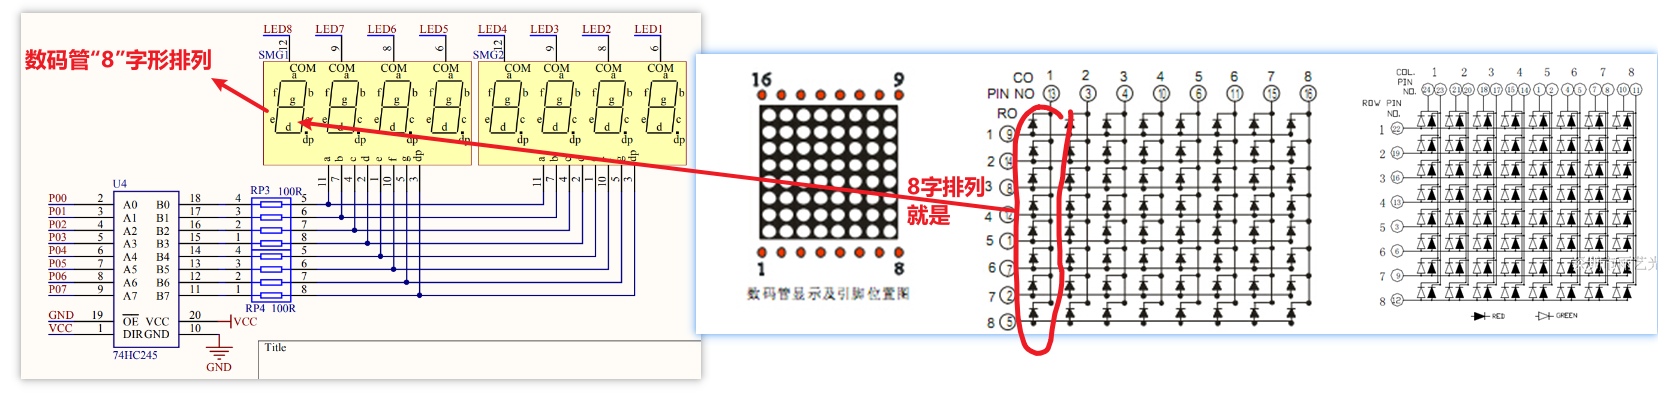 LED8 LED7 LED6 LED5 LED4 LED3 LED2 LED1
12 9 8 6 12 9 8 6
SMG1 SMG2
数码管“8”字形排列
COM COM COM COM COM COM COM COM
a a a a a a a a
f b f b f b f b f b f b f b f b
g g g g g g g g
e c e c e c e c e c e c e c e c
d d d d d d d d
dp dp dp dp dp dp dp dp
a b c d e f g dp a b c d e f g dp
11 7 4 2 1 10 5 3 11 7 4 2 1 10 5 3
U4 RP3 100R
P00 2 A0 B0 18 4 5
P01 3 A1 B1 17 3 6
P02 4 A2 B2 16 2 7
P03 5 A3 B3 15 1 8
P04 6 A4 B4 14 4 5
P05 7 A5 B5 13 3 6
P06 8 A6 B6 12 2 7
P07 9 A7 B7 11 1 8
RP4 100R
GND 19 OE VCC 20 VCC
VCC 1 DIR GND 10
74HC245
GND
Title
16 9
1 8
数码管显示及引脚位置图
8字排列
就是
CO 1 2 3 4 5 6 7 8
PIN NO 13 3 4 10 6 11 15 16
RO
1 9
2 14
3 8
4 12
5 1
6 7
7 2
8 5
COL. 1 2 3 4 5 6 7 8
PIN
NO. 24 23 21 20 18 17 15 14 1 2 4 5 7 8 10 11
ROW PIN
NO.
1 22
2 19
3 16
4 13
5 3
6 6
7 9
8 12
RED GREEN